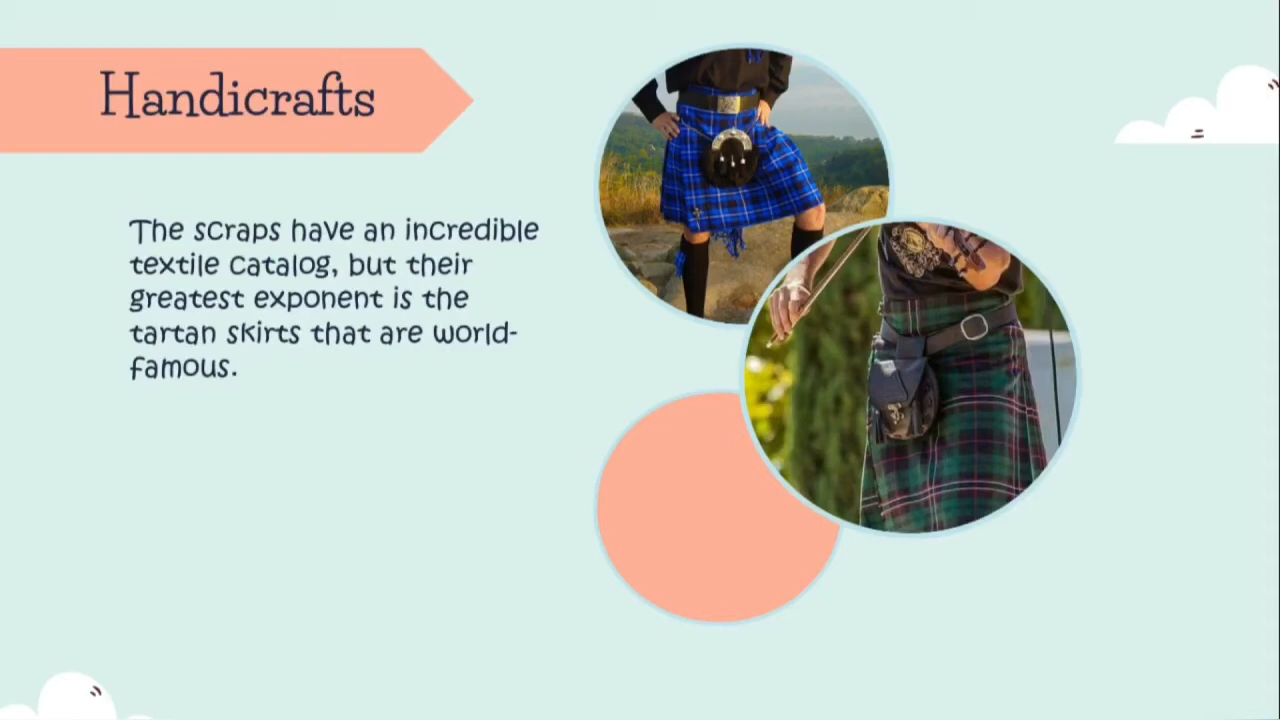 Handicrafts
The scraps have an incredible
textile catalog, but their
greatest exponent is the
tartan skirts that are world-
famous.